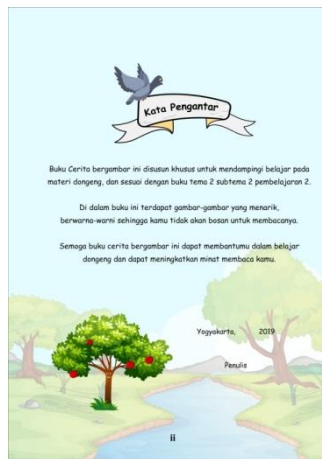 Kata Pengantar
Buku Cerita bergambar ini disusun khusus untuk mendampingi belajar pada
materi dongeng, dan sesuai dengan buku tema 2 subtema 2 pembelajaran 2.
Di dalam buku ini terdapat gambar-gambar yang menarik,
berwarna-warni sehingga kamu tidak akan bosan untuk membacanya.
Semoga buku cerita bergambar ini dapat membantumu dalam belajar
dongeng dan dapat meningkatkan minat membaca kamu.
Yogyakarta, 2019
Penulis
ii